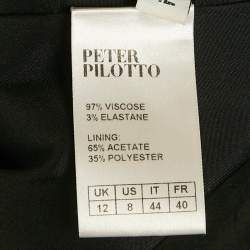 PETER
PILOTTO
97% VISCOSE
3% ELASTANE
LINING:
65% ACETATE
35% POLYESTER
UK US IT FR
12 8 44 40